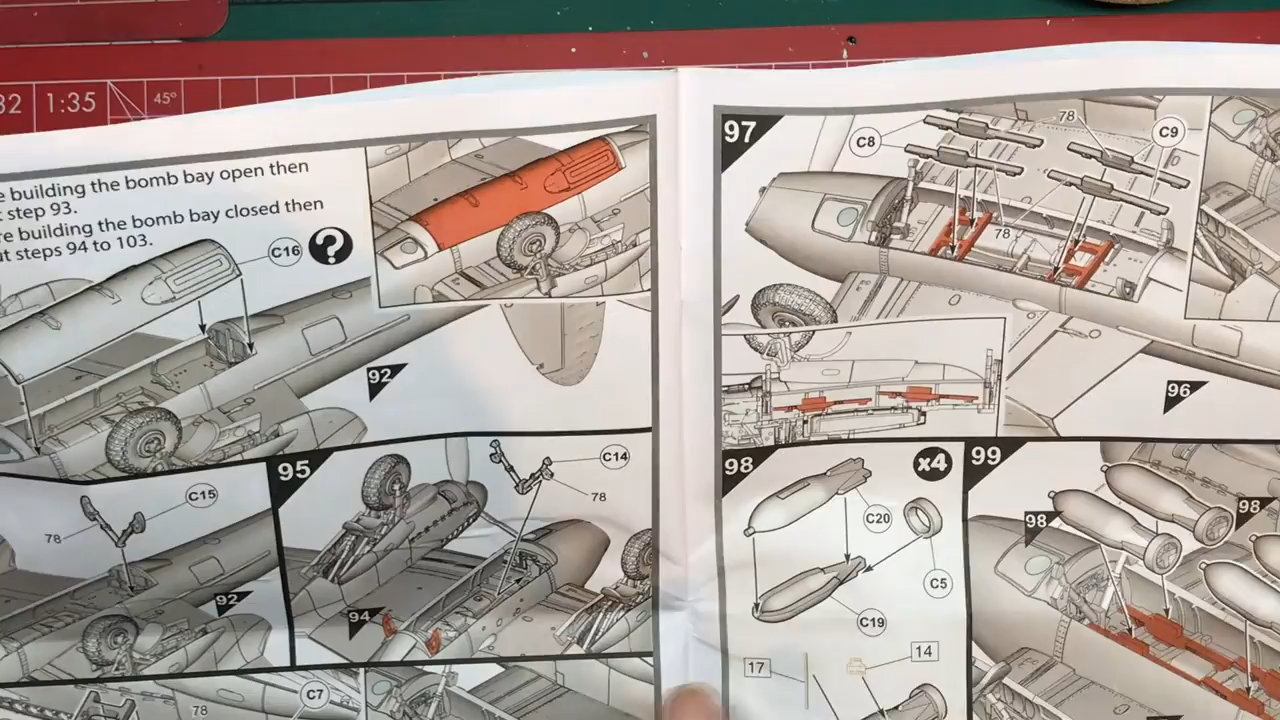 32
1:35
45°
e building the bomb bay open then
t step 93.
re building the bomb bay closed then
ut steps 94 to 103.
C16
?
92
C15
78
92
95
C14
78
94
C7
78
97
C8
78
C9
78
96
98
x4
C20
C5
C19
17
14
99
98
98